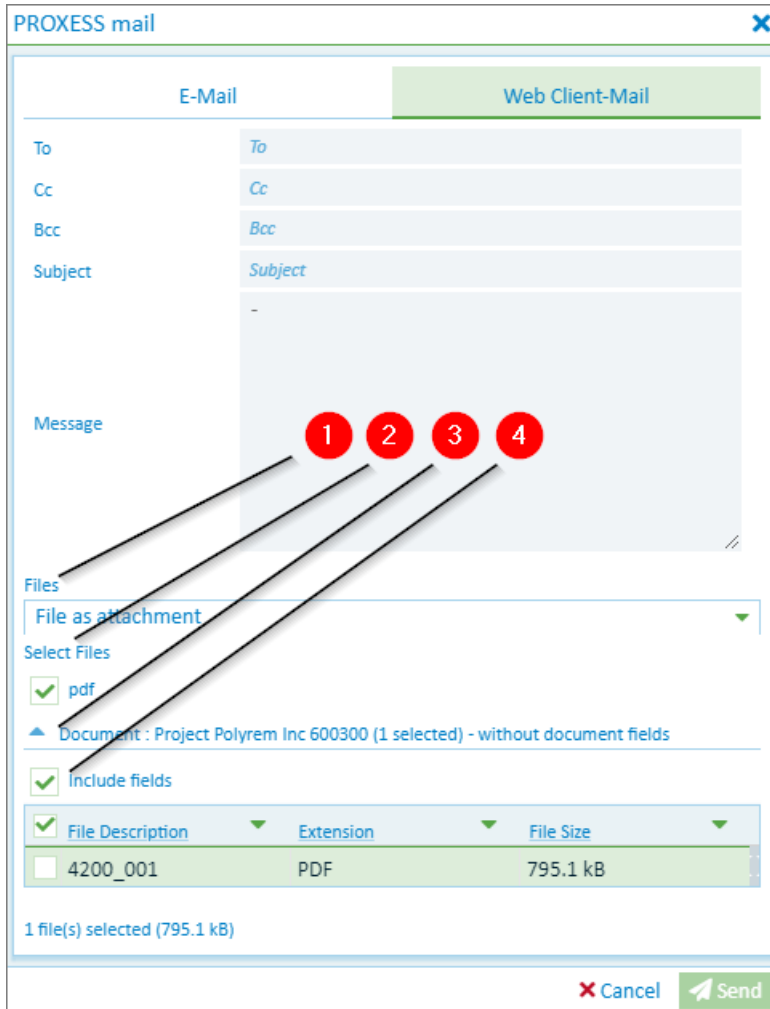 PROXESS mail
E-Mail Web Client-Mail
To To
Cc Cc
Bcc Bcc
Subject Subject
-
Message
1 2 3 4
Files
File as attachment
Select Files
pdf
Document : Project Polyrem Inc 600300 (1 selected) - without document fields
Include fields
File Description Extension File Size
4200_001 PDF 795.1 kB
1 file(s) selected (795.1 kB)
Cancel Send